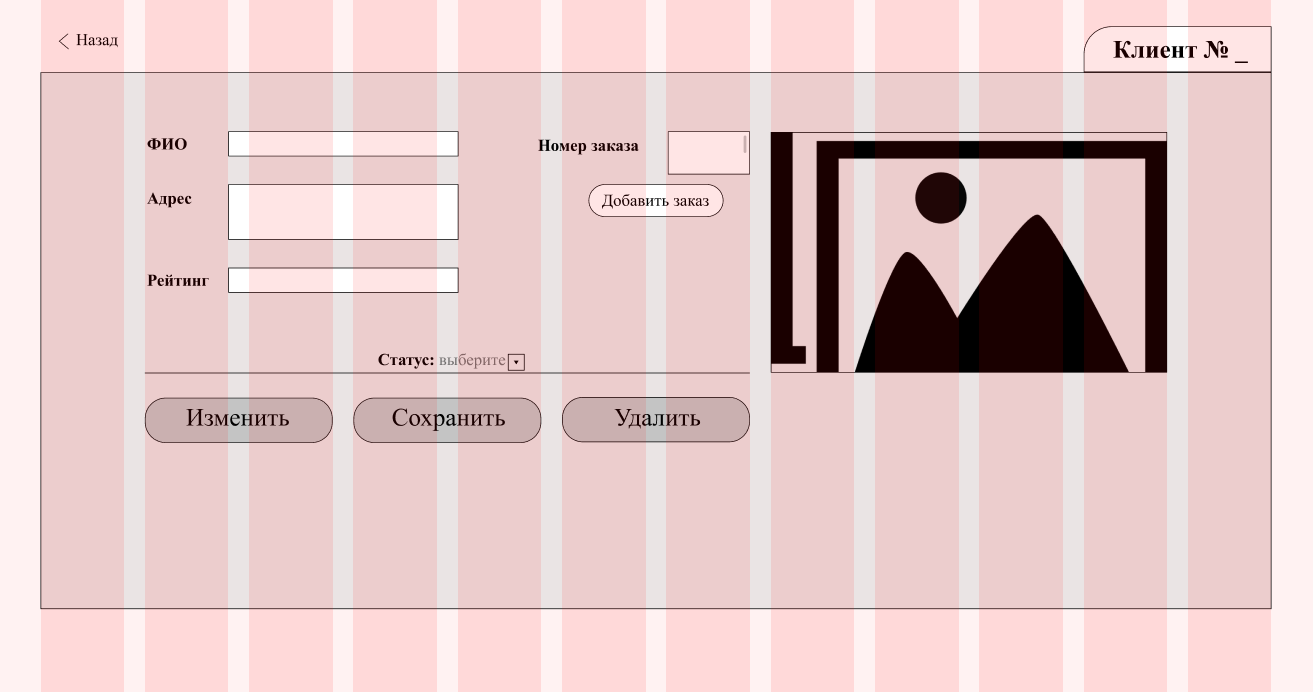 Назад
Клиент № _
ФИО
Номер заказа
Адрес
Добавить заказ
Рейтинг
Статус: выберите
Изменить
Сохранить
Удалить